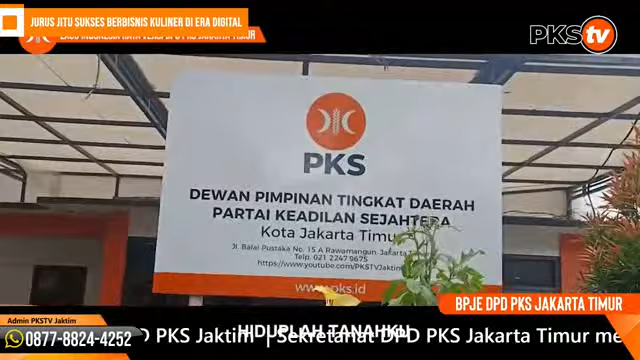 JURUS JITU SUKSES BERBISNIS KULINER DI ERA DIGITAL
PKStv
PKS
DEWAN PIMPINAN TINGKAT DAERAH
PARTAI KEADILAN SEJAHTERA
Kota Jakarta Timur
Jl. Balai Pustaka No. 15 A Rawamangun, Jakarta
Telp. 021 2247 9675
https://www.youtube.com/PKSTVJaktim
www.pks.id
BPJE DPD PKS JAKARTA TIMUR
Admin PKSTV Jaktim
0877-8824-4252
D PKS Jaktim | Sekretariat DPD PKS Jakarta Timur me
HIDUPLAH TANAHKU